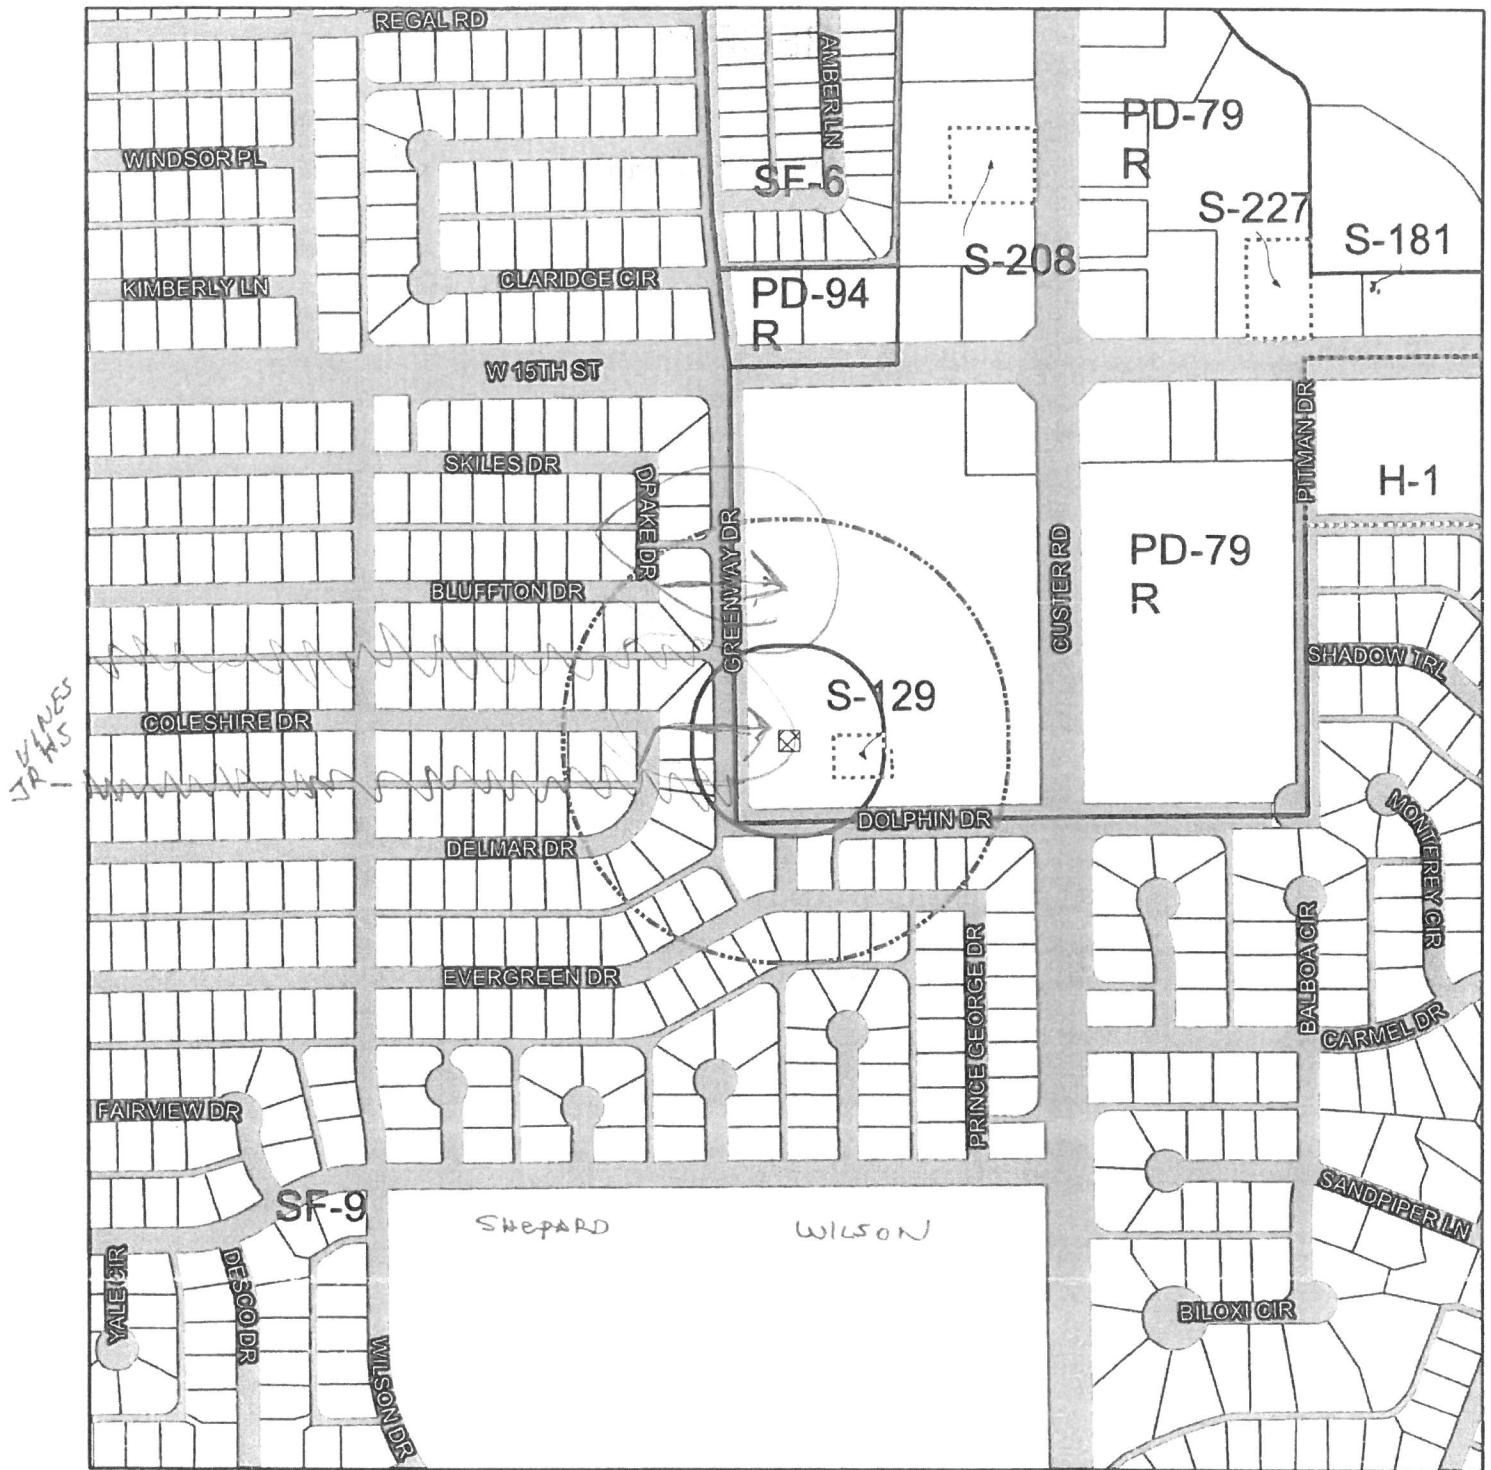 REGAL RD
AMBER LN
PD-79
R
WINDSOR PL
SF-6
S-227
S-181
S-208
KIMBERLY LN
CLARIDGE CIR
PD-94
R
W 15TH ST
PITMAN DR
SKILES DR
DRAKE DR
H-1
GREENWAY DR
CUSTER RD
PD-79
R
BLUFFTON DR
SHADOW TRL
S-129
VINES
JR HS
COLESHIRE DR
DOLPHIN DR
MONTEREY CIR
DELMAR DR
BALBOA CIR
EVERGREEN DR
PRINCE GEORGE DR
CARMEL DR
FAIRVIEW DR
SF-9
SANDPIPER LN
SHEPARD
WILSON
YALE CIR
DESCO DR
BILOXI CIR
WILSON DR